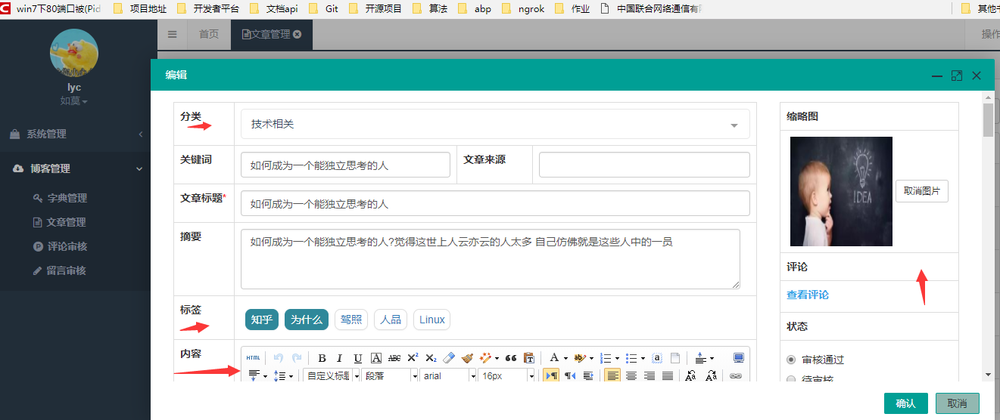 win7下80端口被(Pid 项目地址 开发者平台 文档api Git 开源项目 算法 abp ngrok 作业 中国联合网络通信有限 其他书
首页 文章管理 操作
lyc
如莫
系统管理
博客管理
字典管理
文章管理
评论审核
留言审核
编辑
分类 技术相关
关键词 如何成为一个能独立思考的人 文章来源
文章标题* 如何成为一个能独立思考的人
摘要 如何成为一个能独立思考的人?觉得这世上人云亦云的人太多 自己仿佛就是这些人中的一员
标签 知乎 为什么 驾照 人品 Linux
内容 HTML
自定义标题 段落 arial 16px
缩略图
IDEA
取消图片
评论
查看评论
状态
审核通过
待审核
确认 取消